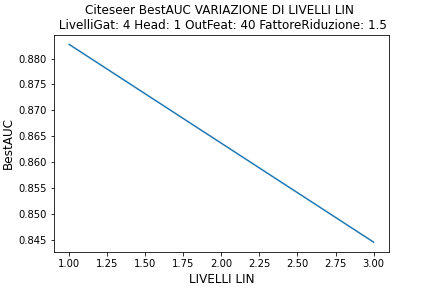 Citeseer BestAUC VARIAZIONE DI LIVELLI LIN
LivelliGat: 4 Head: 1 OutFeat: 40 FattoreRiduzione: 1.5
BestAUC
0.880
0.875
0.870
0.865
0.860
0.855
0.850
0.845
1.00 1.25 1.50 1.75 2.00 2.25 2.50 2.75 3.00
LIVELLI LIN